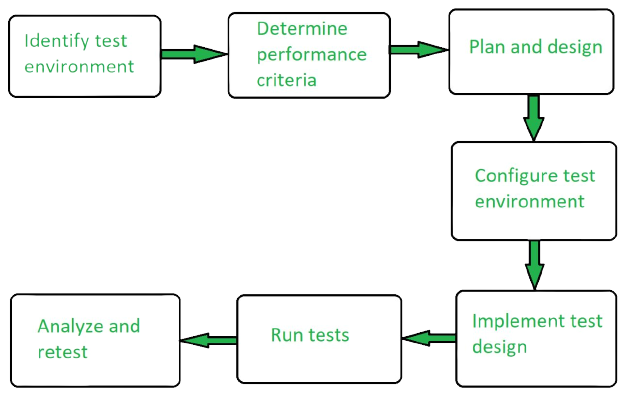 Identify test
environment
Determine
performance
criteria
Plan and design
Configure test
environment
Implement test
design
Run tests
Analyze and
retest